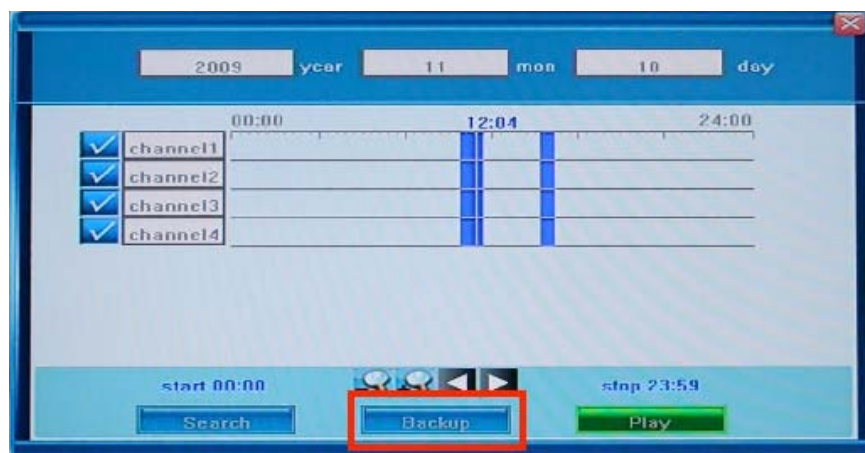 2009 year 11 mon 10 day
00:00 12:04 24:00
channel1
channel2
channel3
channel4
start 00:00 stop 23:59
Search Backup Play